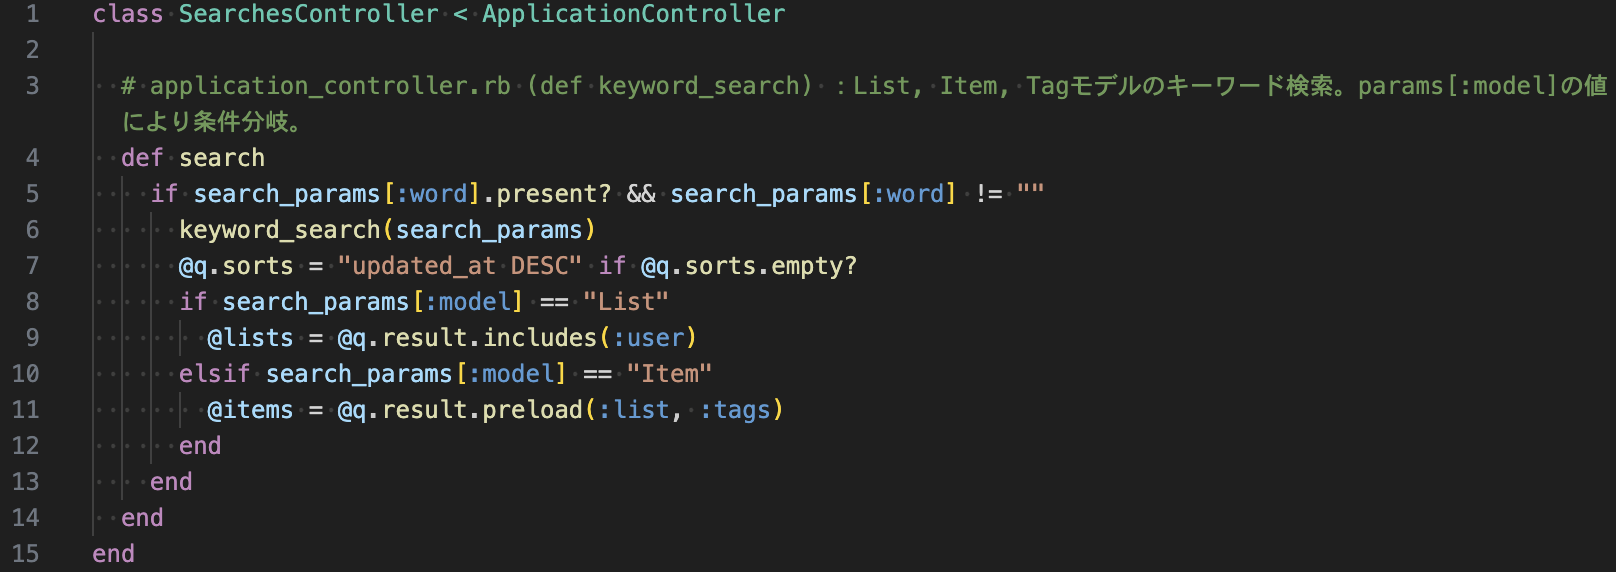 1 class SearchesController < ApplicationController
2
3   # application_controller.rb (def keyword_search) : List, Item, Tagモデルのキーワード検索。params[:model]の値
により条件分岐。
4   def search
5     if search_params[:word].present? && search_params[:word] != ""
6       keyword_search(search_params)
7       @q.sorts = "updated_at DESC" if @q.sorts.empty?
8       if search_params[:model] == "List"
9         @lists = @q.result.includes(:user)
10       elsif search_params[:model] == "Item"
11         @items = @q.result.preload(:list, :tags)
12       end
13     end
14   end
15 end